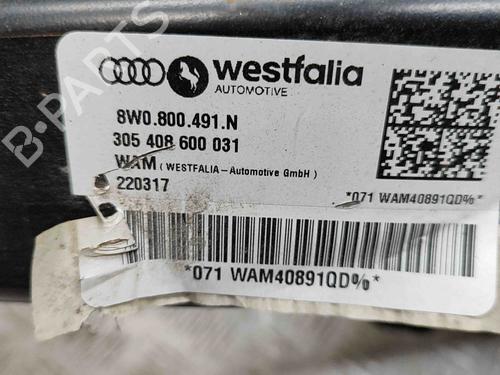 westfalia
AUTOMOTIVE
8W0.800.491.N
305 408 600 031
WAM ( WESTFALIA-Automotive GmbH )
220317
*071 WAM40891QD%*
*071 WAM40891QD%*
B-PARTS